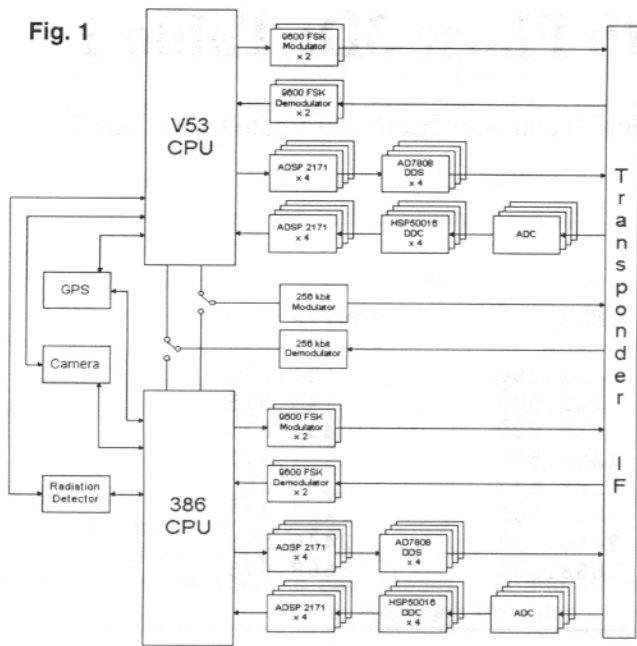 Fig. 1
V53
CPU
9600 FSK
Modulator
x 2
9600 FSK
Demodulator
x 2
ADSP 2171
x 4
AD7808
DDS
x 4
ADSP 2171
x 4
HSP50016
DDC
x 4
ADC
Transponder IF
GPS
256 kbit
Modulator
256 kbit
Demodulator
Camera
Radiation
Detector
386
CPU
9600 FSK
Modulator
x 2
9600 FSK
Demodulator
x 2
ADSP 2171
x 4
AD7808
DDS
x 4
ADSP 2171
x 4
HSP50016
DDC
x 4
ADC